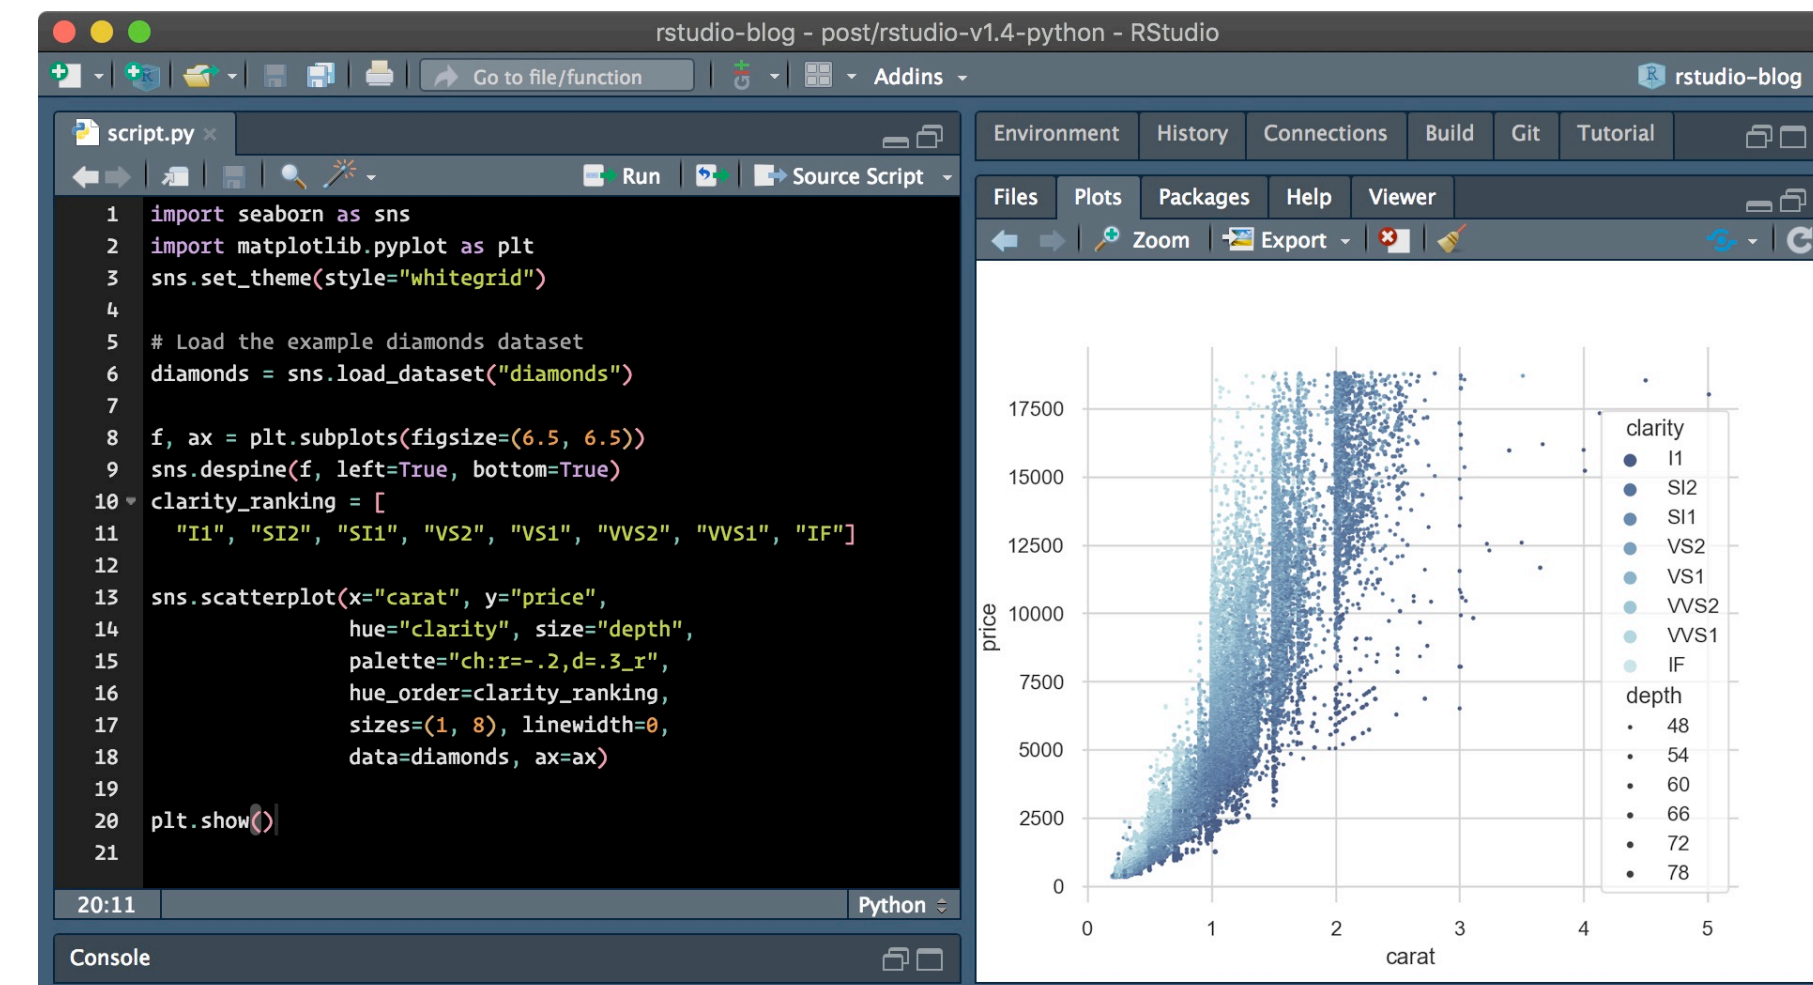 rstudio-blog - post/rstudio-v1.4-python - RStudio
Go to file/function
Addins
rstudio-blog
script.py
Run
Source Script
1 import seaborn as sns
2 import matplotlib.pyplot as plt
3 sns.set_theme(style="whitegrid")
4
5 # Load the example diamonds dataset
6 diamonds = sns.load_dataset("diamonds")
7
8 f, ax = plt.subplots(figsize=(6.5, 6.5))
9 sns.despine(f, left=True, bottom=True)
10 clarity_ranking = [
11   "I1", "SI2", "SI1", "VS2", "VS1", "VVS2", "VVS1", "IF"]
12
13 sns.scatterplot(x="carat", y="price",
14                 hue="clarity", size="depth",
15                 palette="ch:r=-.2,d=.3_r",
16                 hue_order=clarity_ranking,
17                 sizes=(1, 8), linewidth=0,
18                 data=diamonds, ax=ax)
19
20 plt.show()
21
20:11
Python
Console
Environment History Connections Build Git Tutorial
Files Plots Packages Help Viewer
Zoom Export
price
17500
15000
12500
10000
7500
5000
2500
0
0 1 2 3 4 5
carat
clarity
I1
SI2
SI1
VS2
VS1
VVS2
VVS1
IF
depth
48
54
60
66
72
78